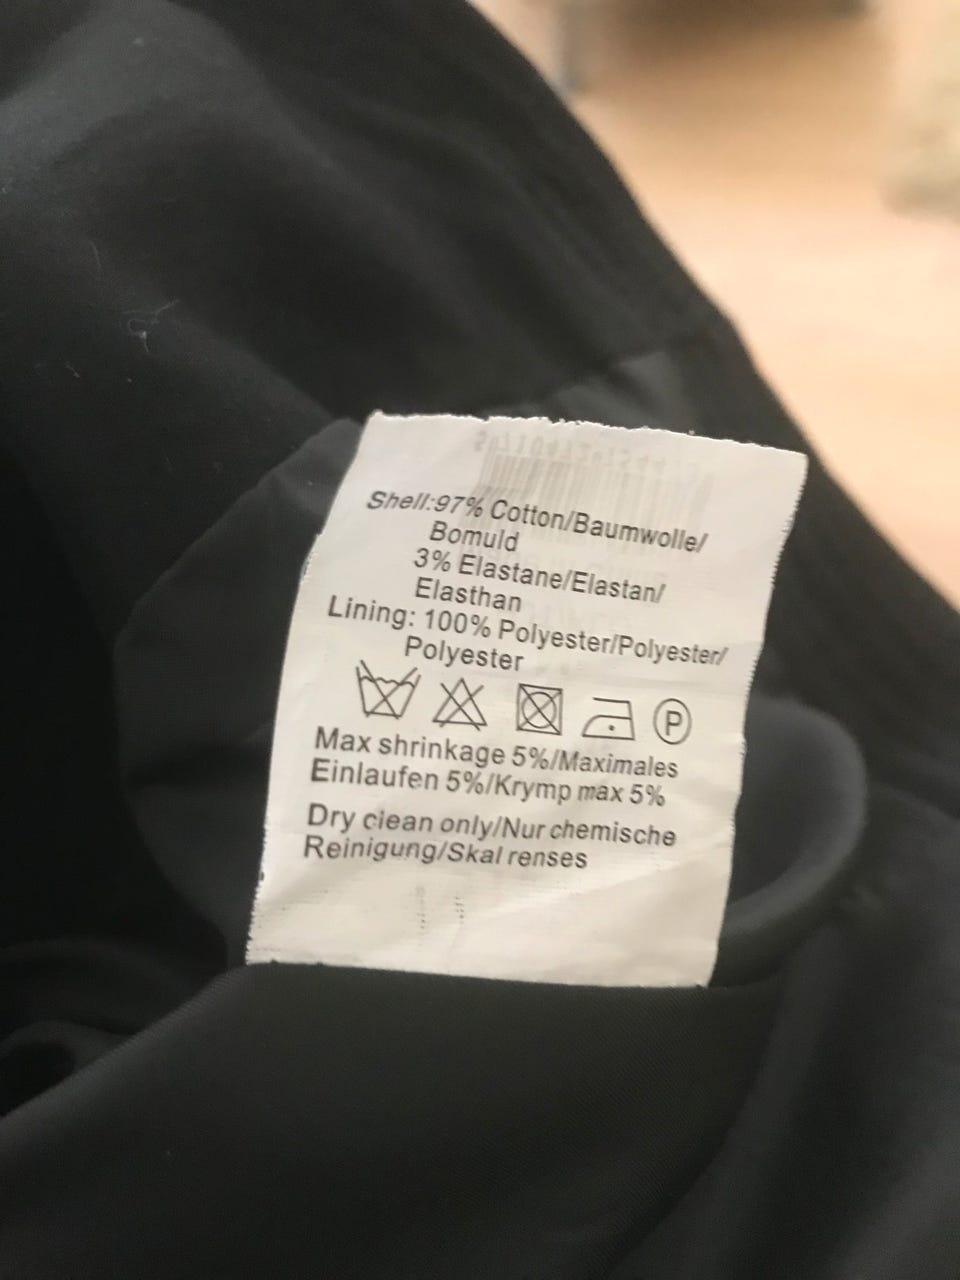 Shell:97% Cotton/Baumwolle/
Bomuld
3% Elastane/Elastan/
Elasthan
Lining: 100% Polyester/Polyester/
Polyester
P
Max shrinkage 5%/Maximales
Einlaufen 5%/Krymp max 5%
Dry clean only/Nur chemische
Reinigung/Skal renses